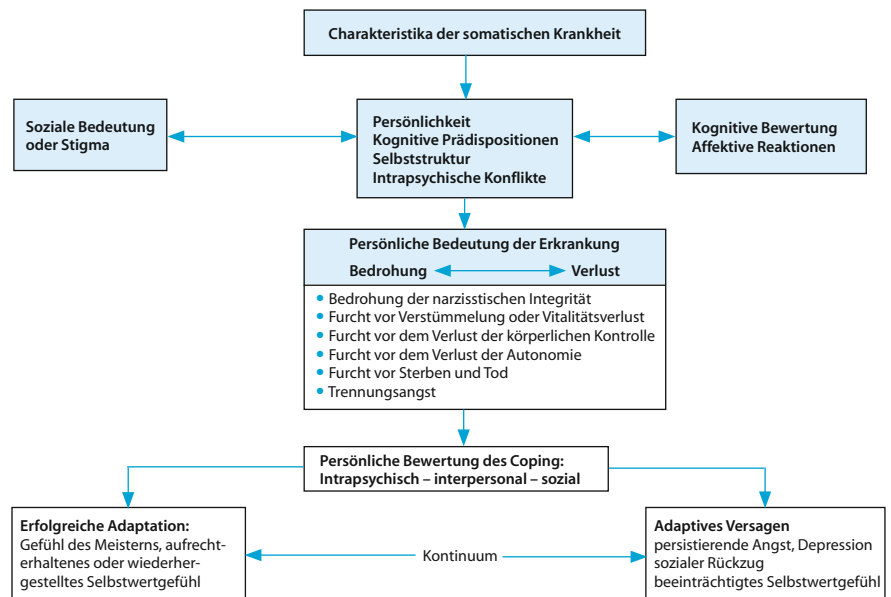 Charakteristika der somatischen Krankheit
Soziale Bedeutung
oder Stigma
Persönlichkeit
Kognitive Prädispositionen
Selbststruktur
Intrapsychische Konflikte
Kognitive Bewertung
Affektive Reaktionen
Persönliche Bedeutung der Erkrankung
Bedrohung Verlust
• Bedrohung der narzisstischen Integrität
• Furcht vor Verstümmelung oder Vitalitätsverlust
• Furcht vor dem Verlust der körperlichen Kontrolle
• Furcht vor dem Verlust der Autonomie
• Furcht vor Sterben und Tod
• Trennungsangst
Persönliche Bewertung des Coping:
Intrapsychisch – interpersonal – sozial
Erfolgreiche Adaptation:
Gefühl des Meisterns, aufrecht-
erhaltenes oder wiederher-
gestelltes Selbstwertgefühl
Kontinuum
Adaptives Versagen
persistierende Angst, Depression
sozialer Rückzug
beeinträchtigtes Selbstwertgefühl